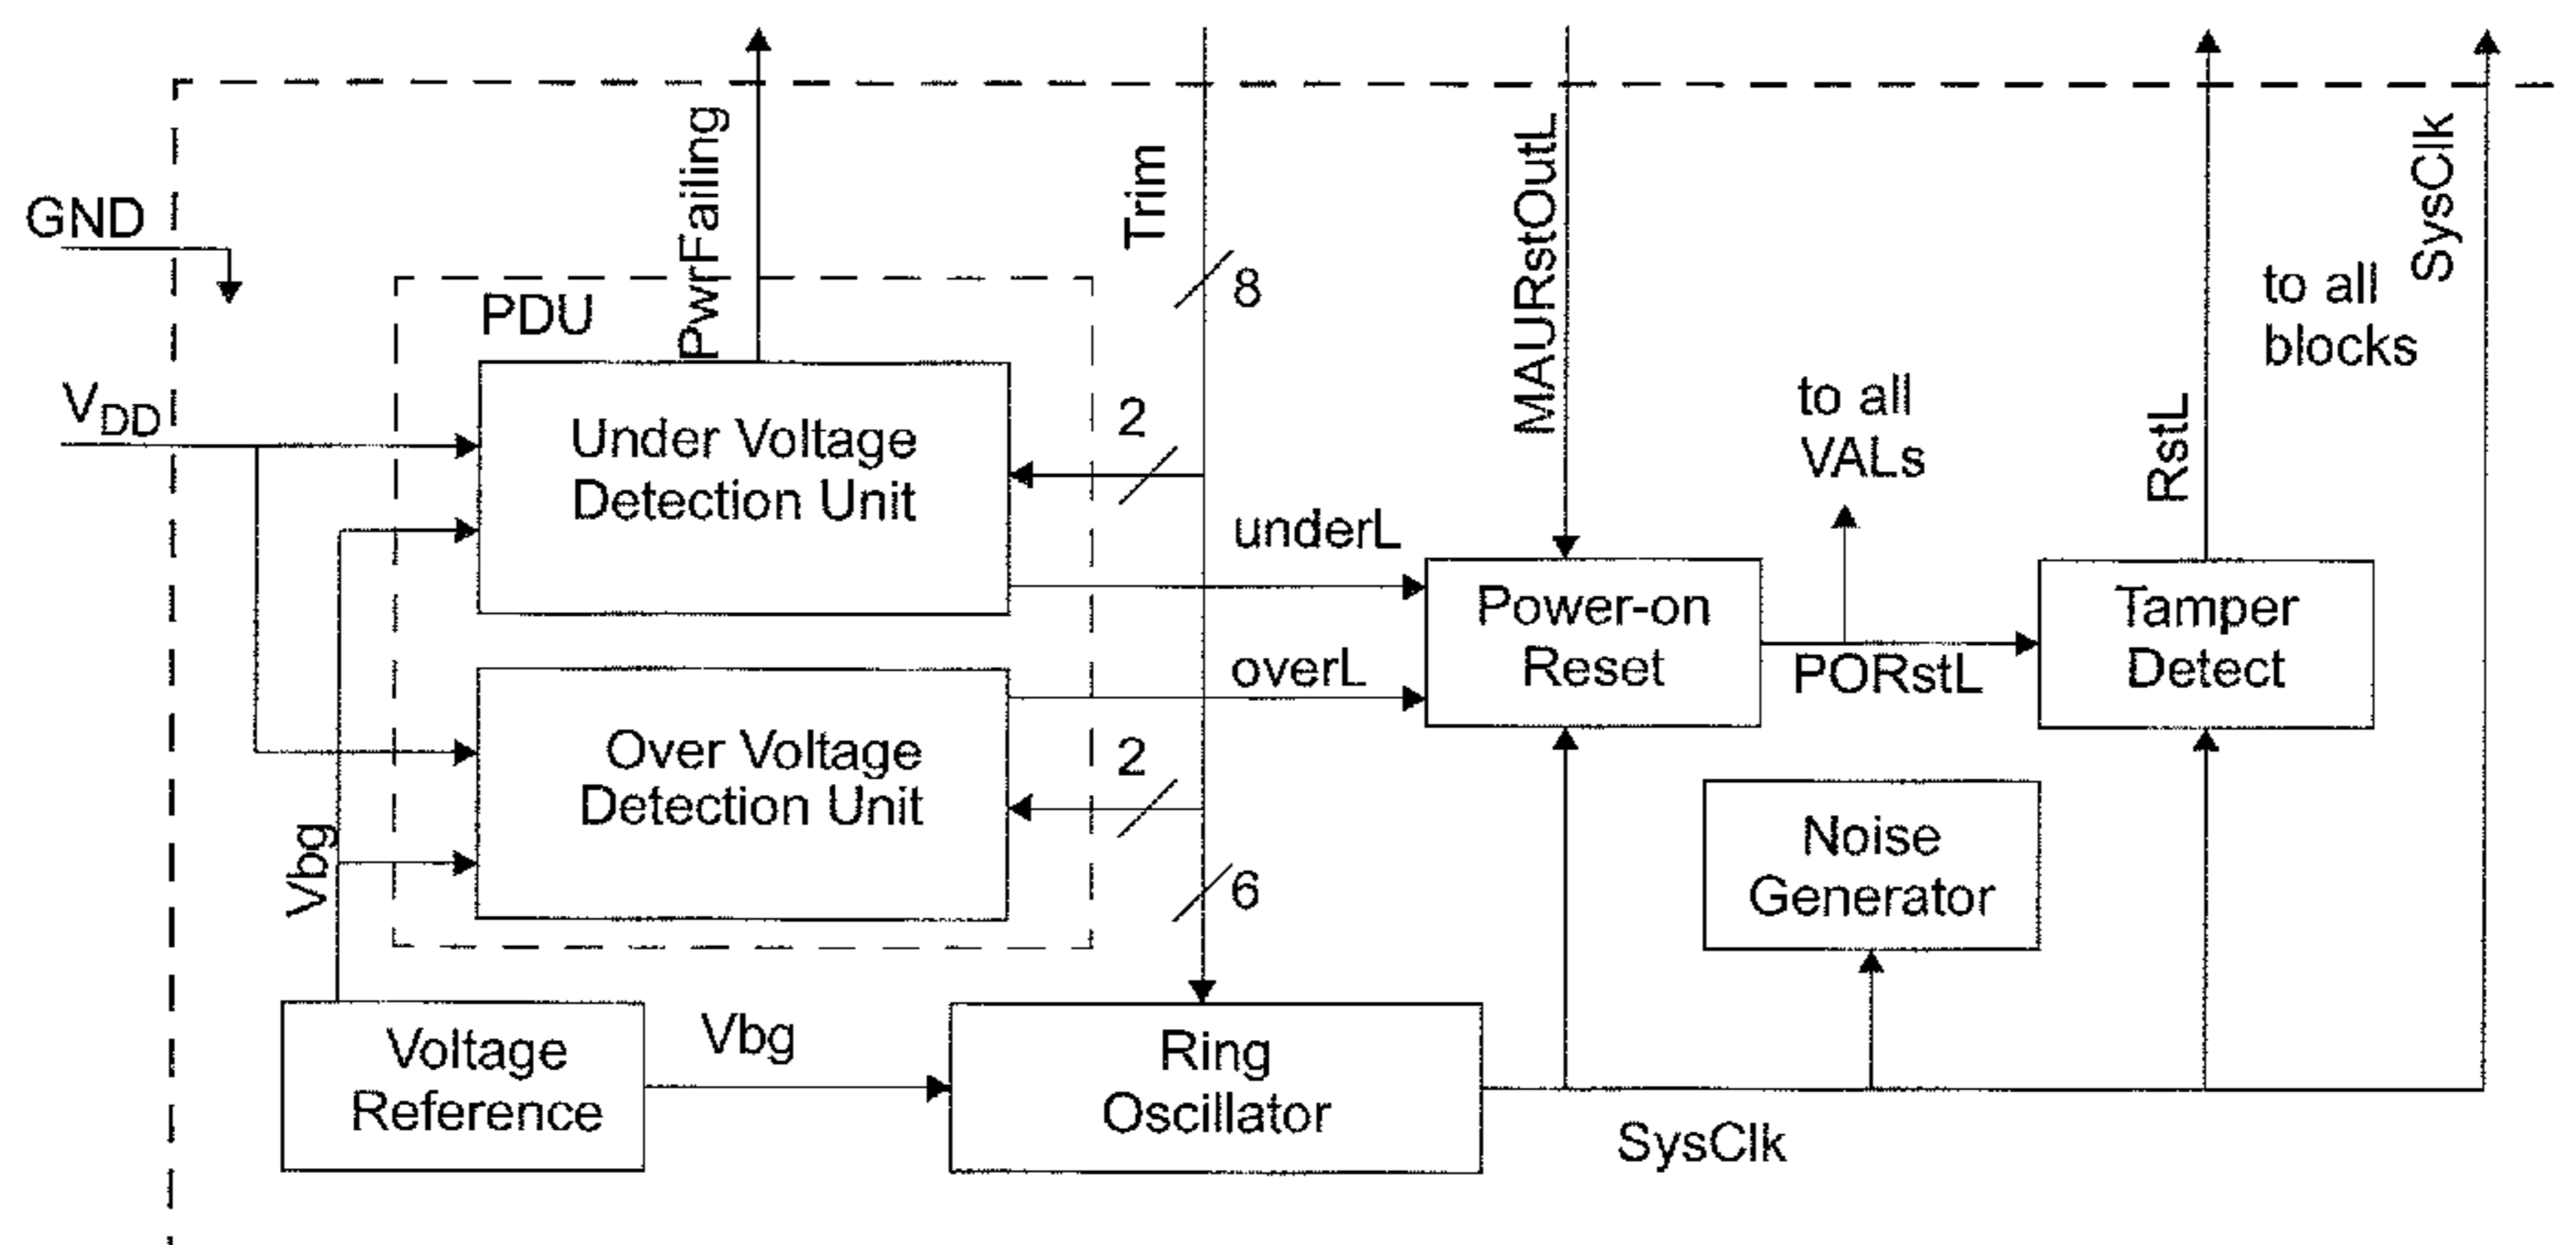 GND
V_DD
PwrFailing
Trim
8
MAURstOutL
SysClk
to all
blocks
RstL
to all
VALs
PDU
Under Voltage
Detection Unit
2
underL
Power-on
Reset
PORstL
Tamper
Detect
overL
Over Voltage
Detection Unit
2
6
Vbg
Noise
Generator
Voltage
Reference
Vbg
Ring
Oscillator
SysClk